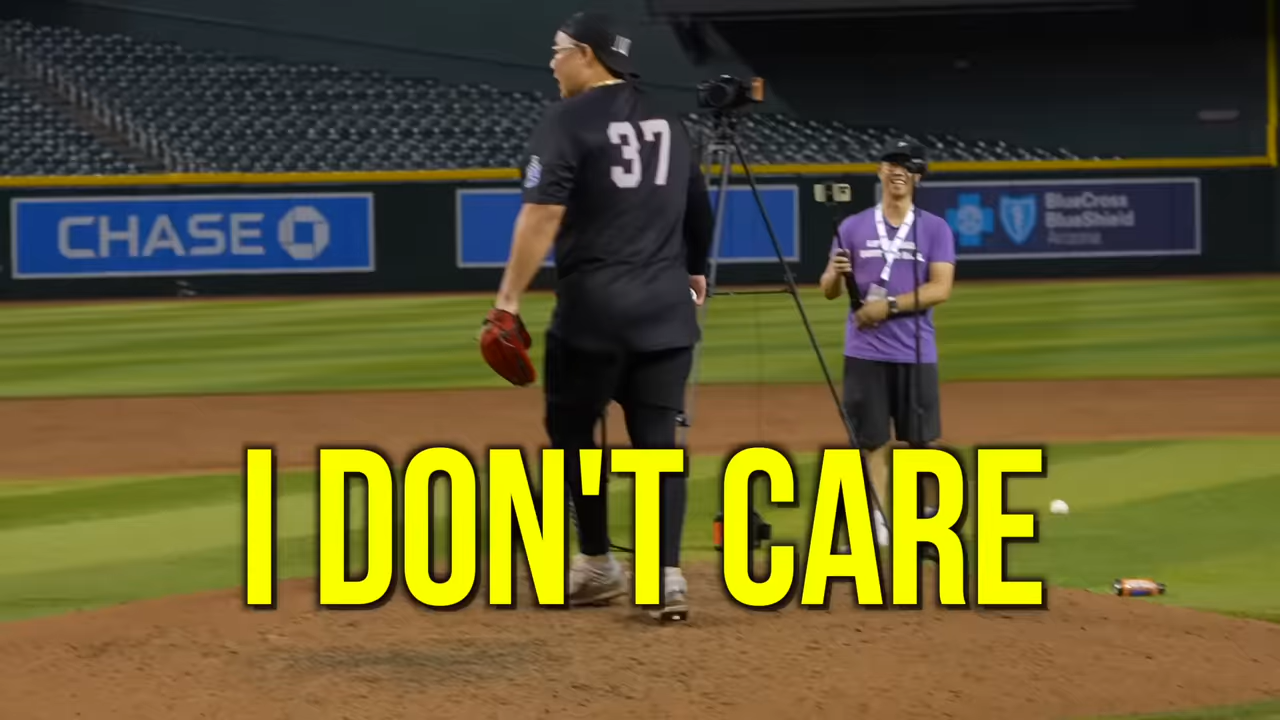 37
CHASE
BlueCross
BlueShield
Arizona
I DON'T CARE